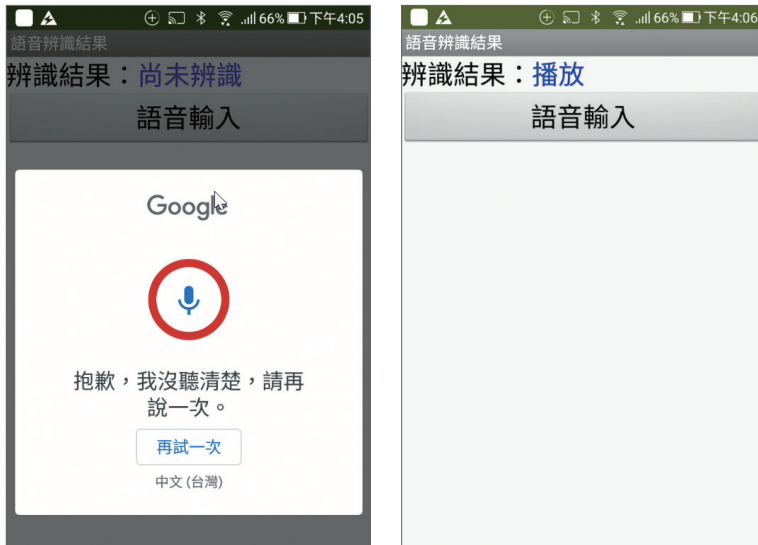 66% 下午4:05
語音辨識結果
辨識結果：尚未辨識
語音輸入
Google
抱歉，我沒聽清楚，請再
說一次。
再試一次
中文 (台灣)
66% 下午4:06
語音辨識結果
辨識結果：播放
語音輸入